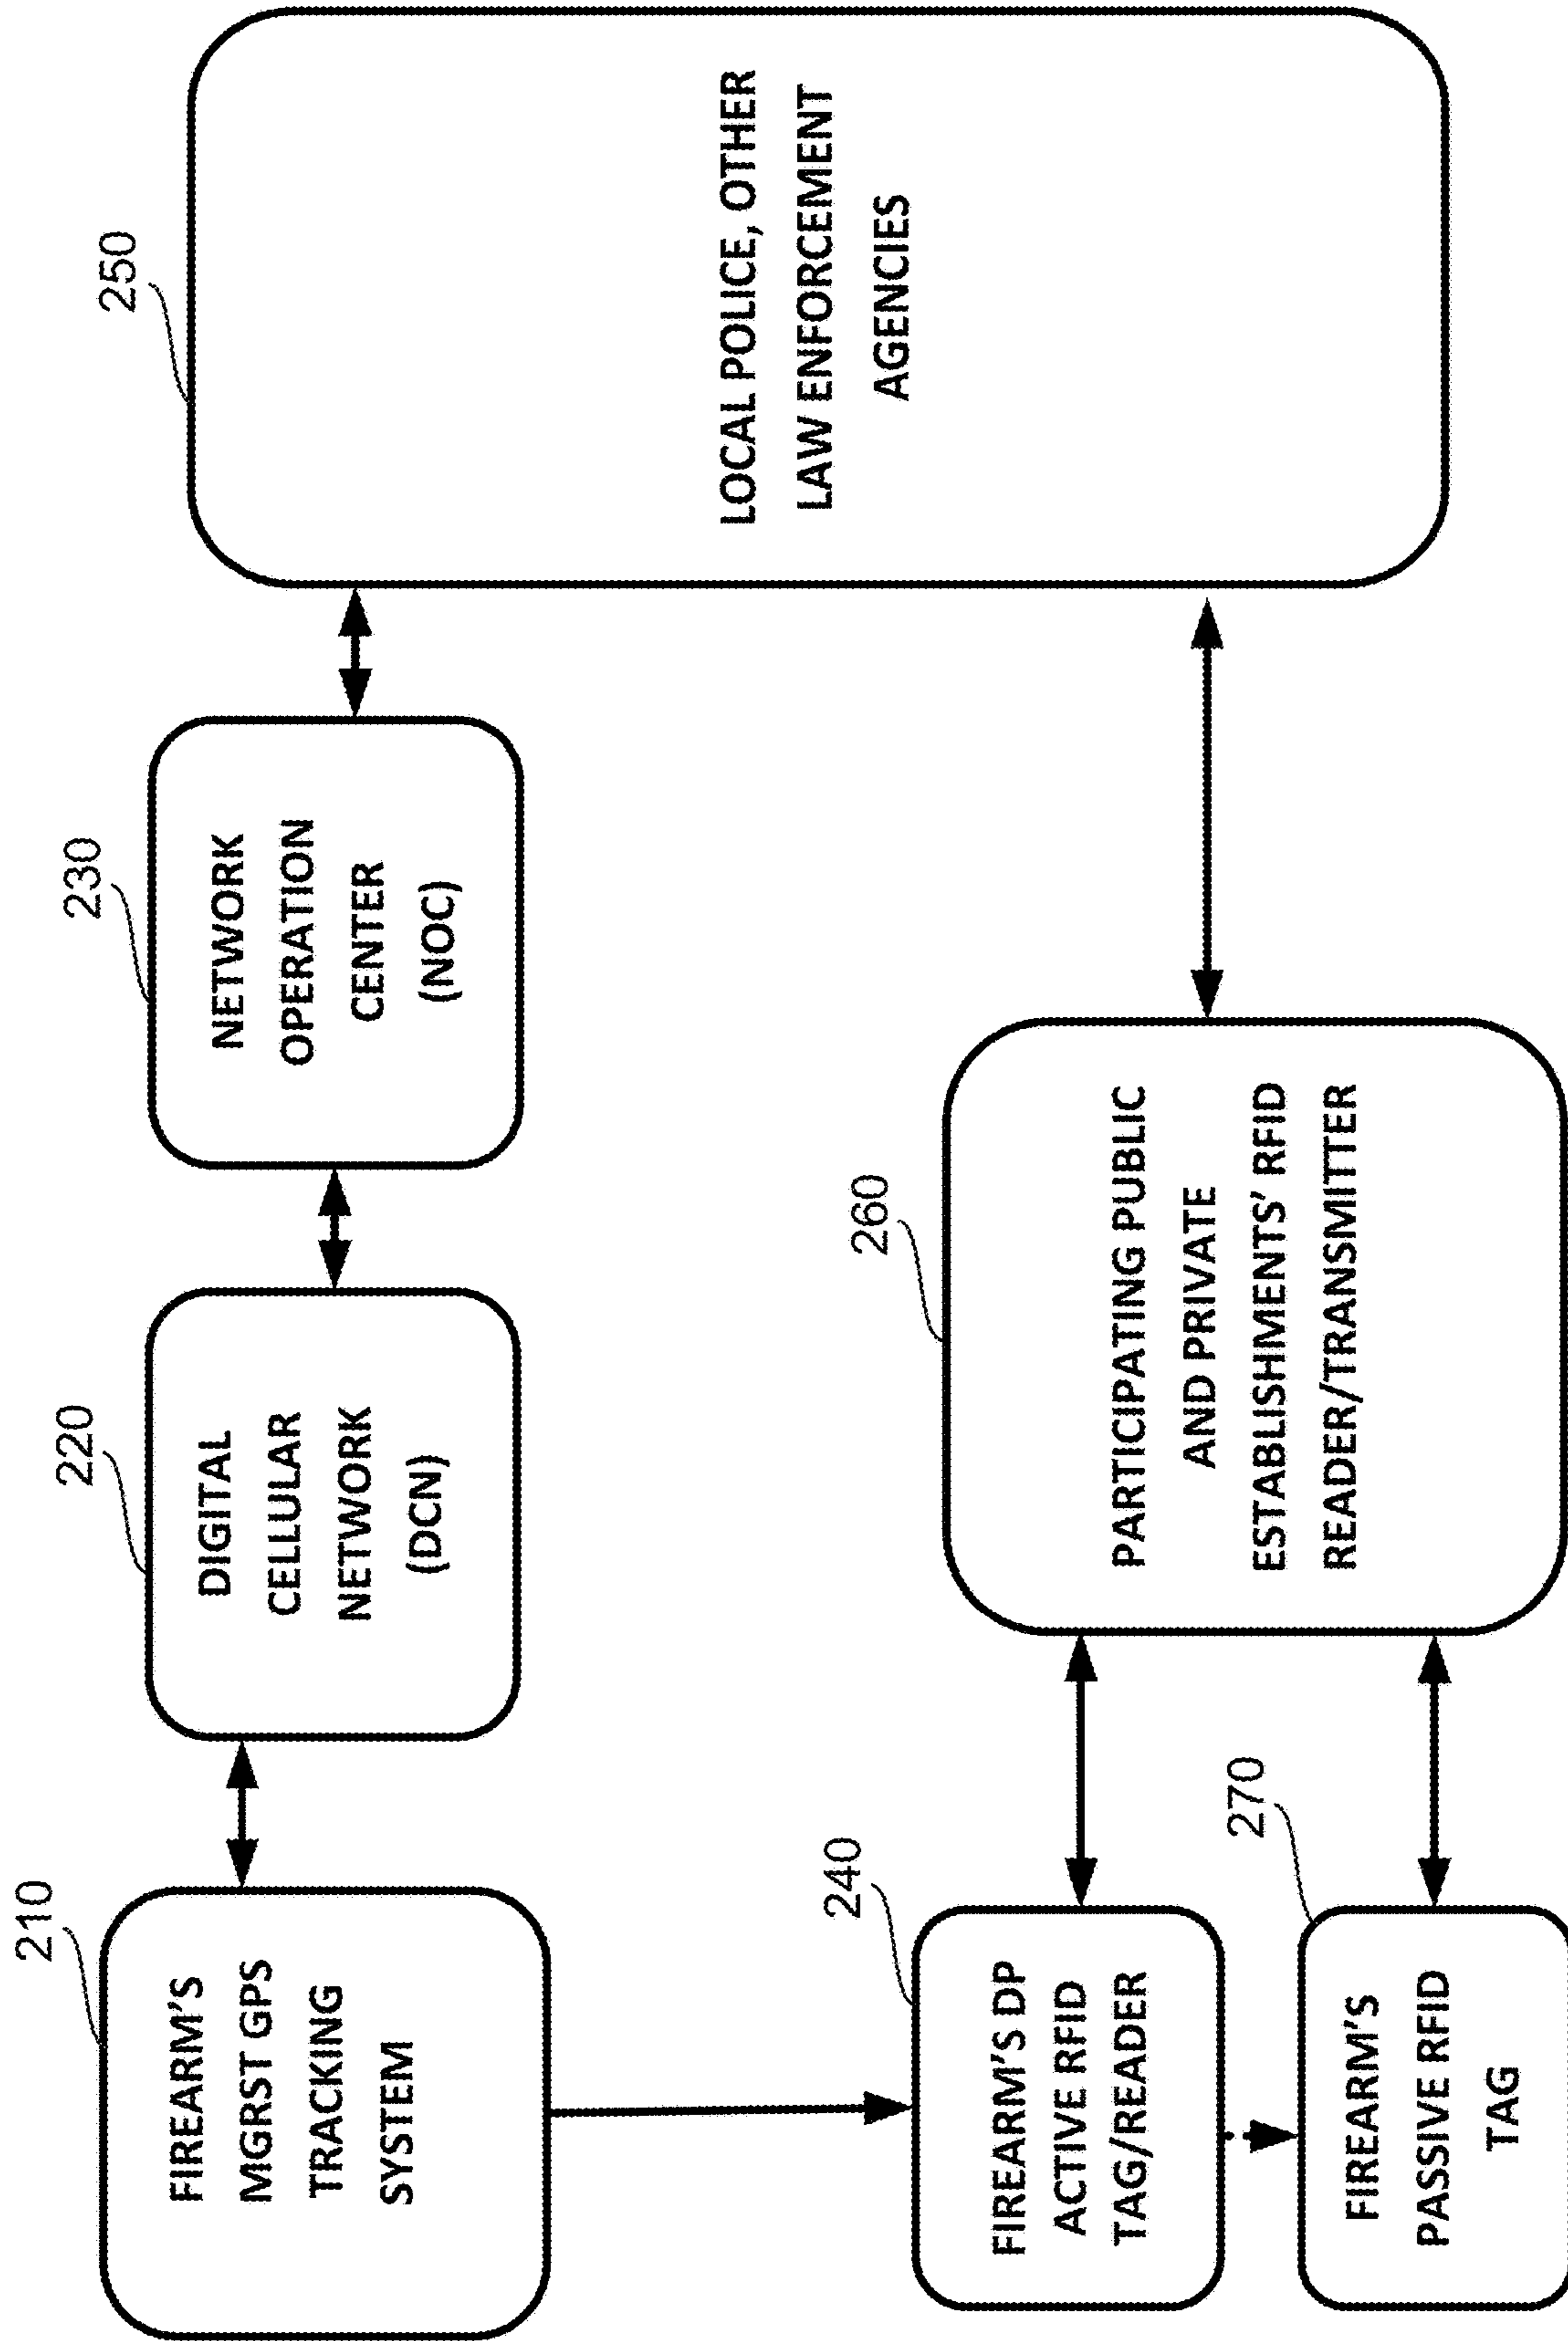 210
FIREARM'S
MGRST GPS
TRACKING
SYSTEM
220
DIGITAL
CELLULAR
NETWORK
(DCN)
230
NETWORK
OPERATION
CENTER
(NOC)
250
LOCAL POLICE, OTHER
LAW ENFORCEMENT
AGENCIES
240
FIREARM'S DP
ACTIVE RFID
TAG/READER
260
PARTICIPATING PUBLIC
AND PRIVATE
ESTABLISHMENTS' RFID
READER/TRANSMITTER
270
FIREARM'S
PASSIVE RFID
TAG